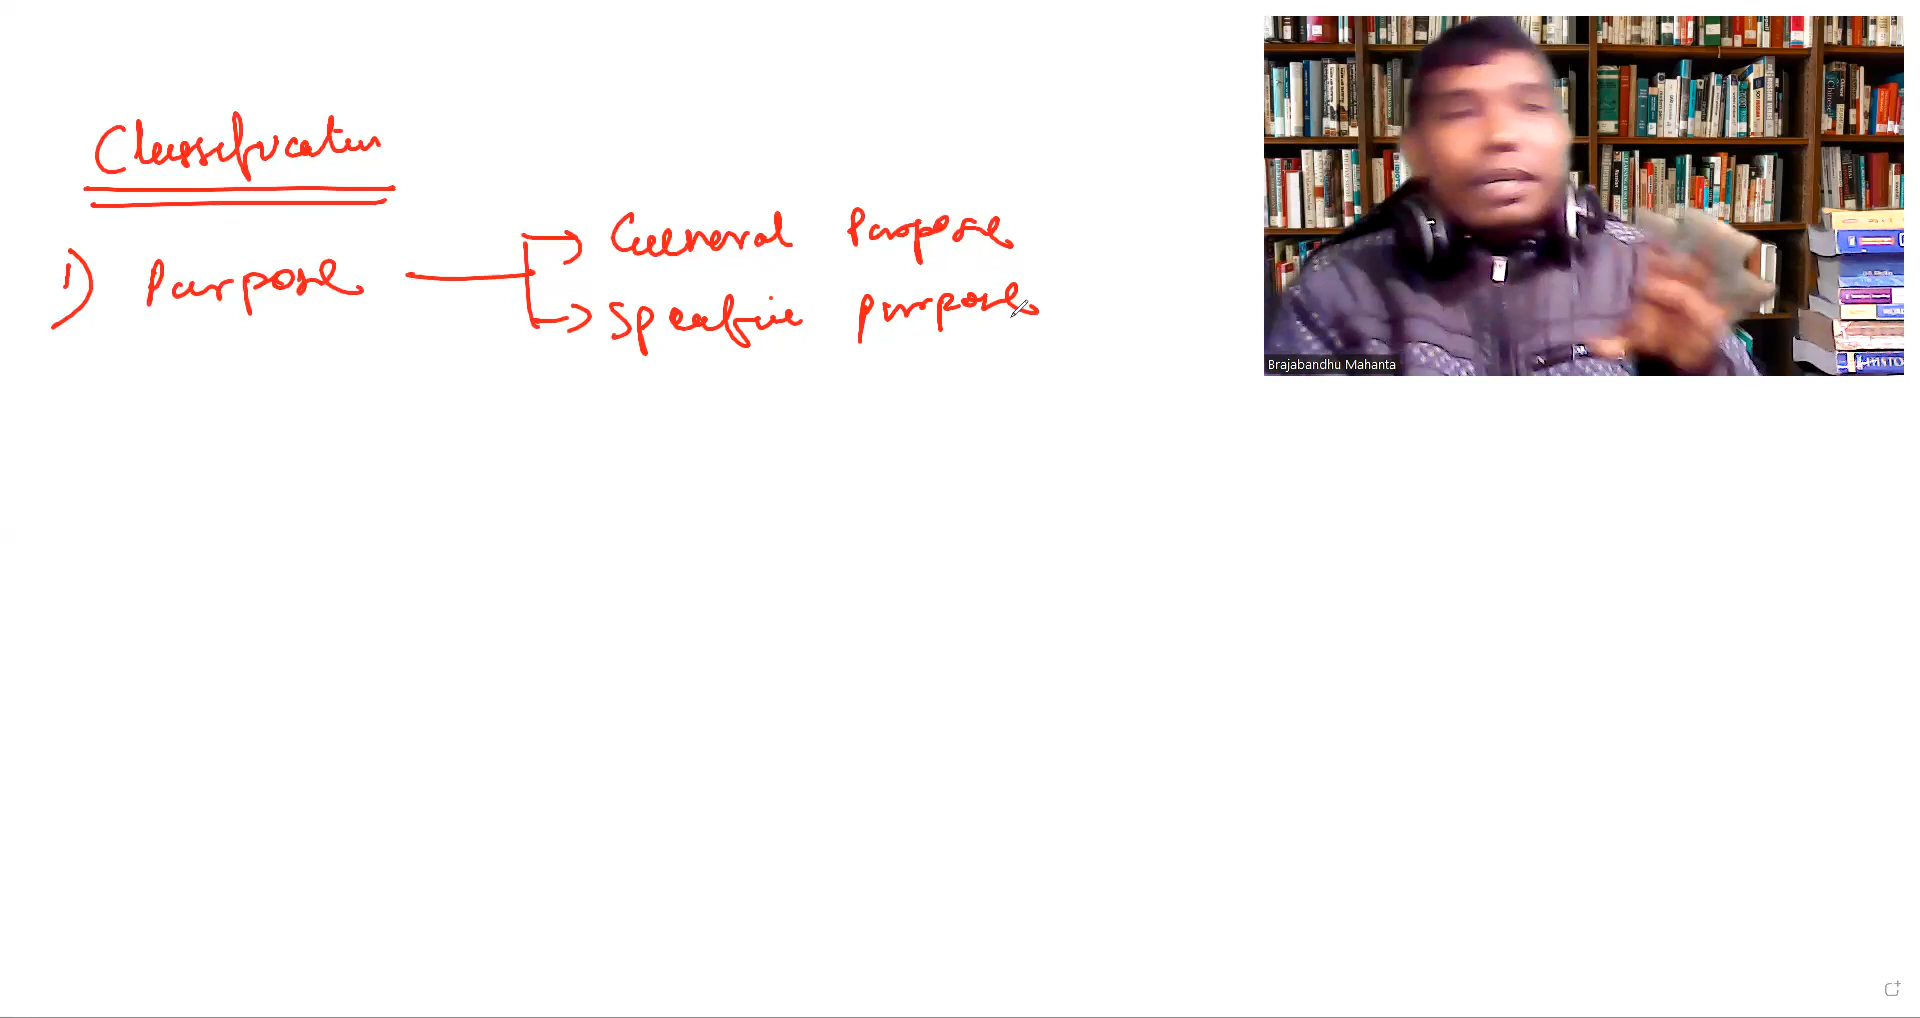 Classification
1) Purpose
General Purpose
Specific purpose
Brajabandhu Mahanta